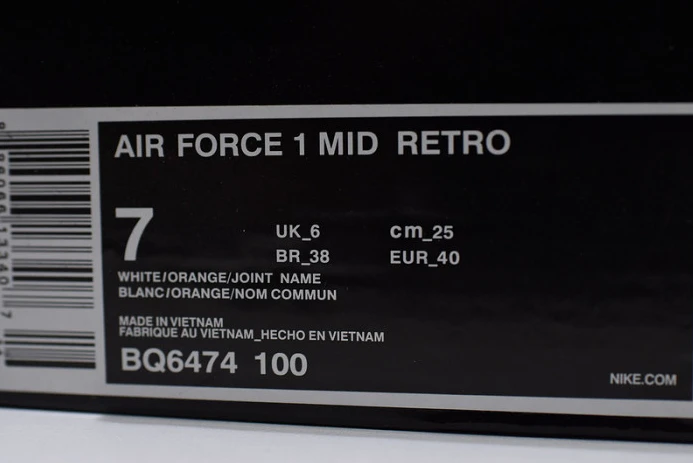 AIR FORCE 1 MID RETRO
7
UK_6 cm_25
BR_38 EUR_40
WHITE/ORANGE/JOINT NAME
BLANC/ORANGE/NOM COMMUN
MADE IN VIETNAM
FABRIQUE AU VIETNAM_HECHO EN VIETNAM
BQ6474 100
NIKE.COM